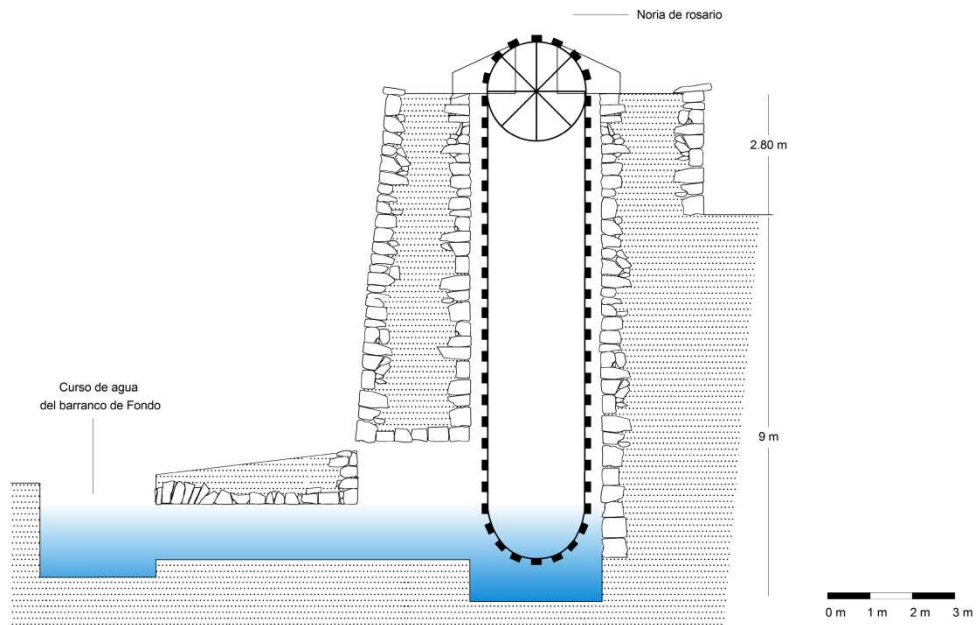 Noria de rosario
2.80 m
Curso de agua
del barranco de Fondo
9 m
0 m 1 m 2 m 3 m